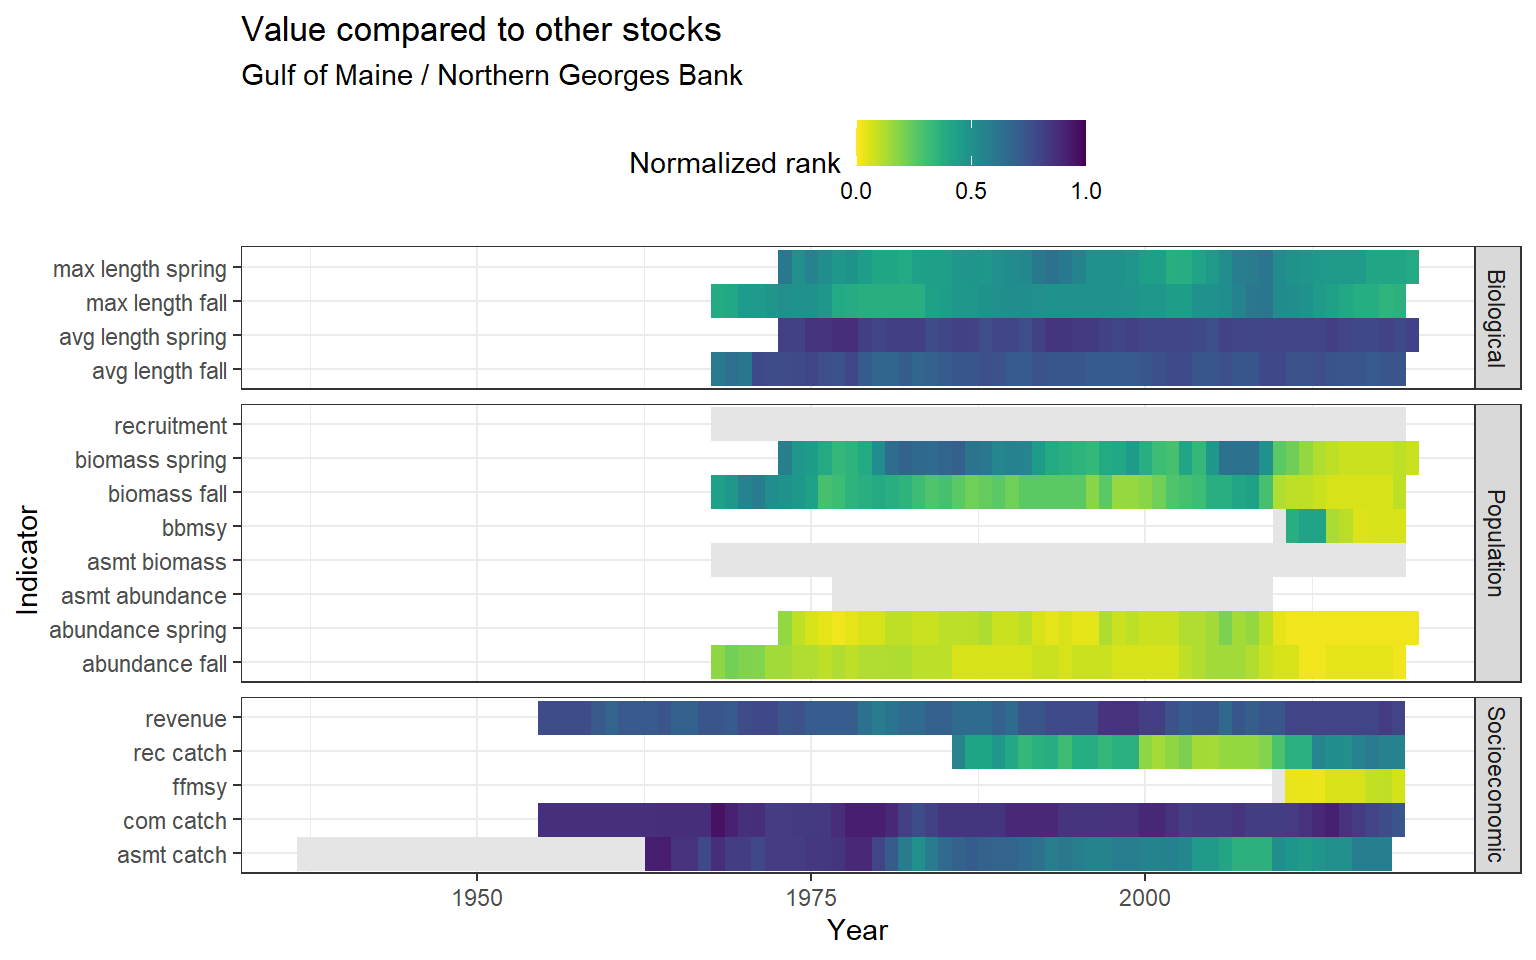 Value compared to other stocks
Gulf of Maine / Northern Georges Bank
Normalized rank
0.0 0.5 1.0
max length spring
max length fall
avg length spring
avg length fall
Biological
recruitment
biomass spring
biomass fall
bbmsy
asmt biomass
asmt abundance
abundance spring
abundance fall
Population
revenue
rec catch
ffmsy
com catch
asmt catch
Socioeconomic
Indicator
1950 1975 2000
Year